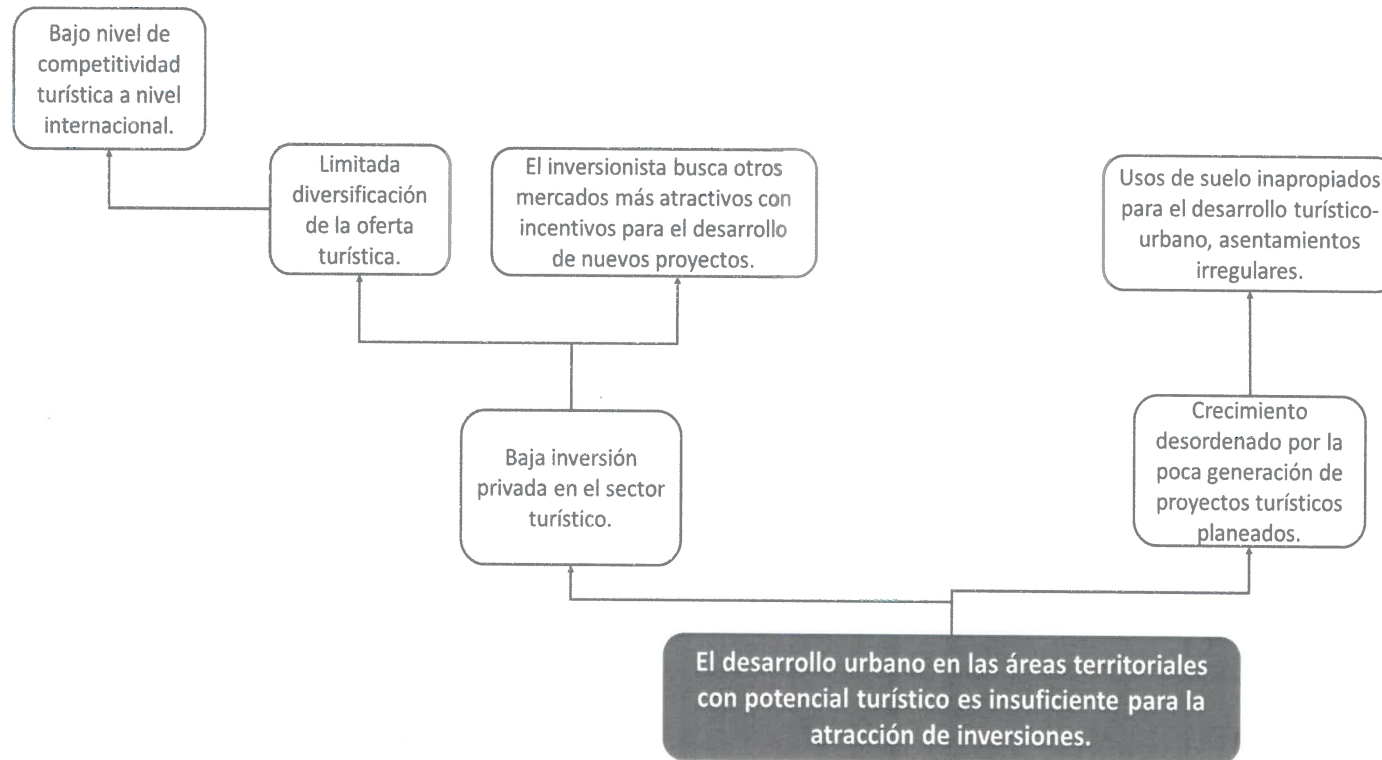 Bajo nivel de
competitividad
turística a nivel
internacional.
Limitada
diversificación
de la oferta
turística.
El inversionista busca otros
mercados más atractivos con
incentivos para el desarrollo
de nuevos proyectos.
Usos de suelo inapropiados
para el desarrollo turístico-
urbano, asentamientos
irregulares.
Baja inversión
privada en el sector
turístico.
Crecimiento
desordenado por la
poca generación de
proyectos turísticos
planeados.
El desarrollo urbano en las áreas territoriales
con potencial turístico es insuficiente para la
atracción de inversiones.